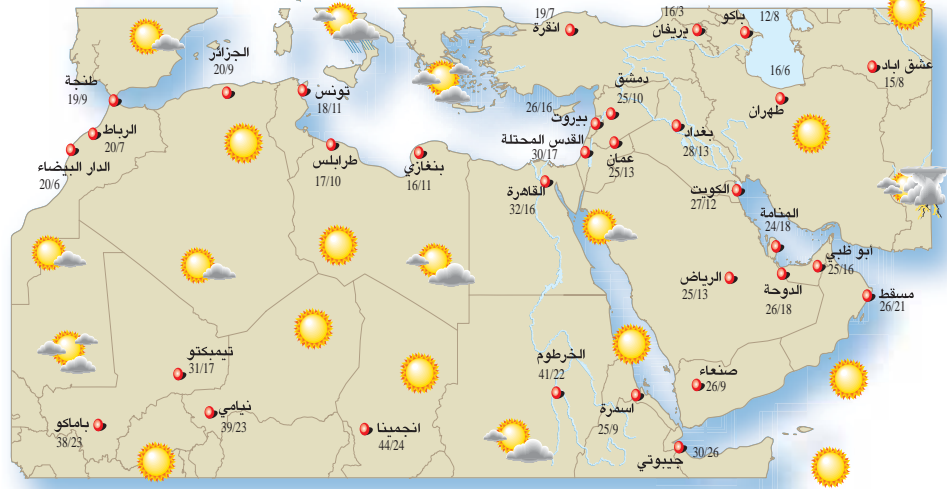 19/7
انقرة
16/3
يريفان
باكو
12/8
16/6
عشق اباد
15/8
طهران
الجزائر
20/9
طنجة
19/9
تونس
18/11
الرباط
20/7
الدار البيضاء
20/6
طرابلس
17/10
بنغازي
16/11
26/16
بيروت
دمشق
25/10
القدس المحتلة
30/17
عمان
25/13
بغداد
28/13
القاهرة
32/16
الكويت
27/12
المنامة
24/18
ابو ظبي
25/16
الدوحة
26/18
الرياض
25/13
مسقط
26/21
تيمبكتو
31/17
نيامي
39/23
باماكو
38/23
انجمينا
44/24
الخرطوم
41/22
اسمرة
25/9
صنعاء
26/9
جيبوتي
30/26